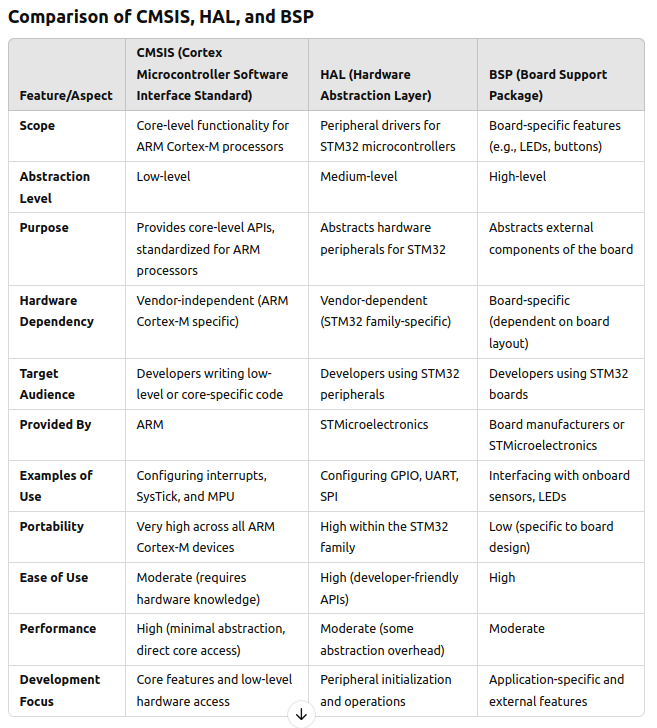 Comparison of CMSIS, HAL, and BSP
Feature/Aspect
CMSIS (Cortex
Microcontroller Software
Interface Standard)
HAL (Hardware
Abstraction Layer)
BSP (Board Support
Package)
Scope
Core-level functionality for
ARM Cortex-M processors
Peripheral drivers for
STM32 microcontrollers
Board-specific features
(e.g., LEDs, buttons)
Abstraction
Level
Low-level
Medium-level
High-level
Purpose
Provides core-level APIs,
standardized for ARM
processors
Abstracts hardware
peripherals for STM32
Abstracts external
components of the board
Hardware
Dependency
Vendor-independent (ARM
Cortex-M specific)
Vendor-dependent
(STM32 family-specific)
Board-specific
(dependent on board
layout)
Target
Audience
Developers writing low-
level or core-specific code
Developers using STM32
peripherals
Developers using STM32
boards
Provided By
ARM
STMicroelectronics
Board manufacturers or
STMicroelectronics
Examples of
Use
Configuring interrupts,
SysTick, and MPU
Configuring GPIO, UART,
SPI
Interfacing with onboard
sensors, LEDs
Portability
Very high across all ARM
Cortex-M devices
High within the STM32
family
Low (specific to board
design)
Ease of Use
Moderate (requires
hardware knowledge)
High (developer-friendly
APIs)
High
Performance
High (minimal abstraction,
direct core access)
Moderate (some
abstraction overhead)
Moderate
Development
Focus
Core features and low-level
hardware access
Peripheral initialization
and operations
Application-specific and
external features